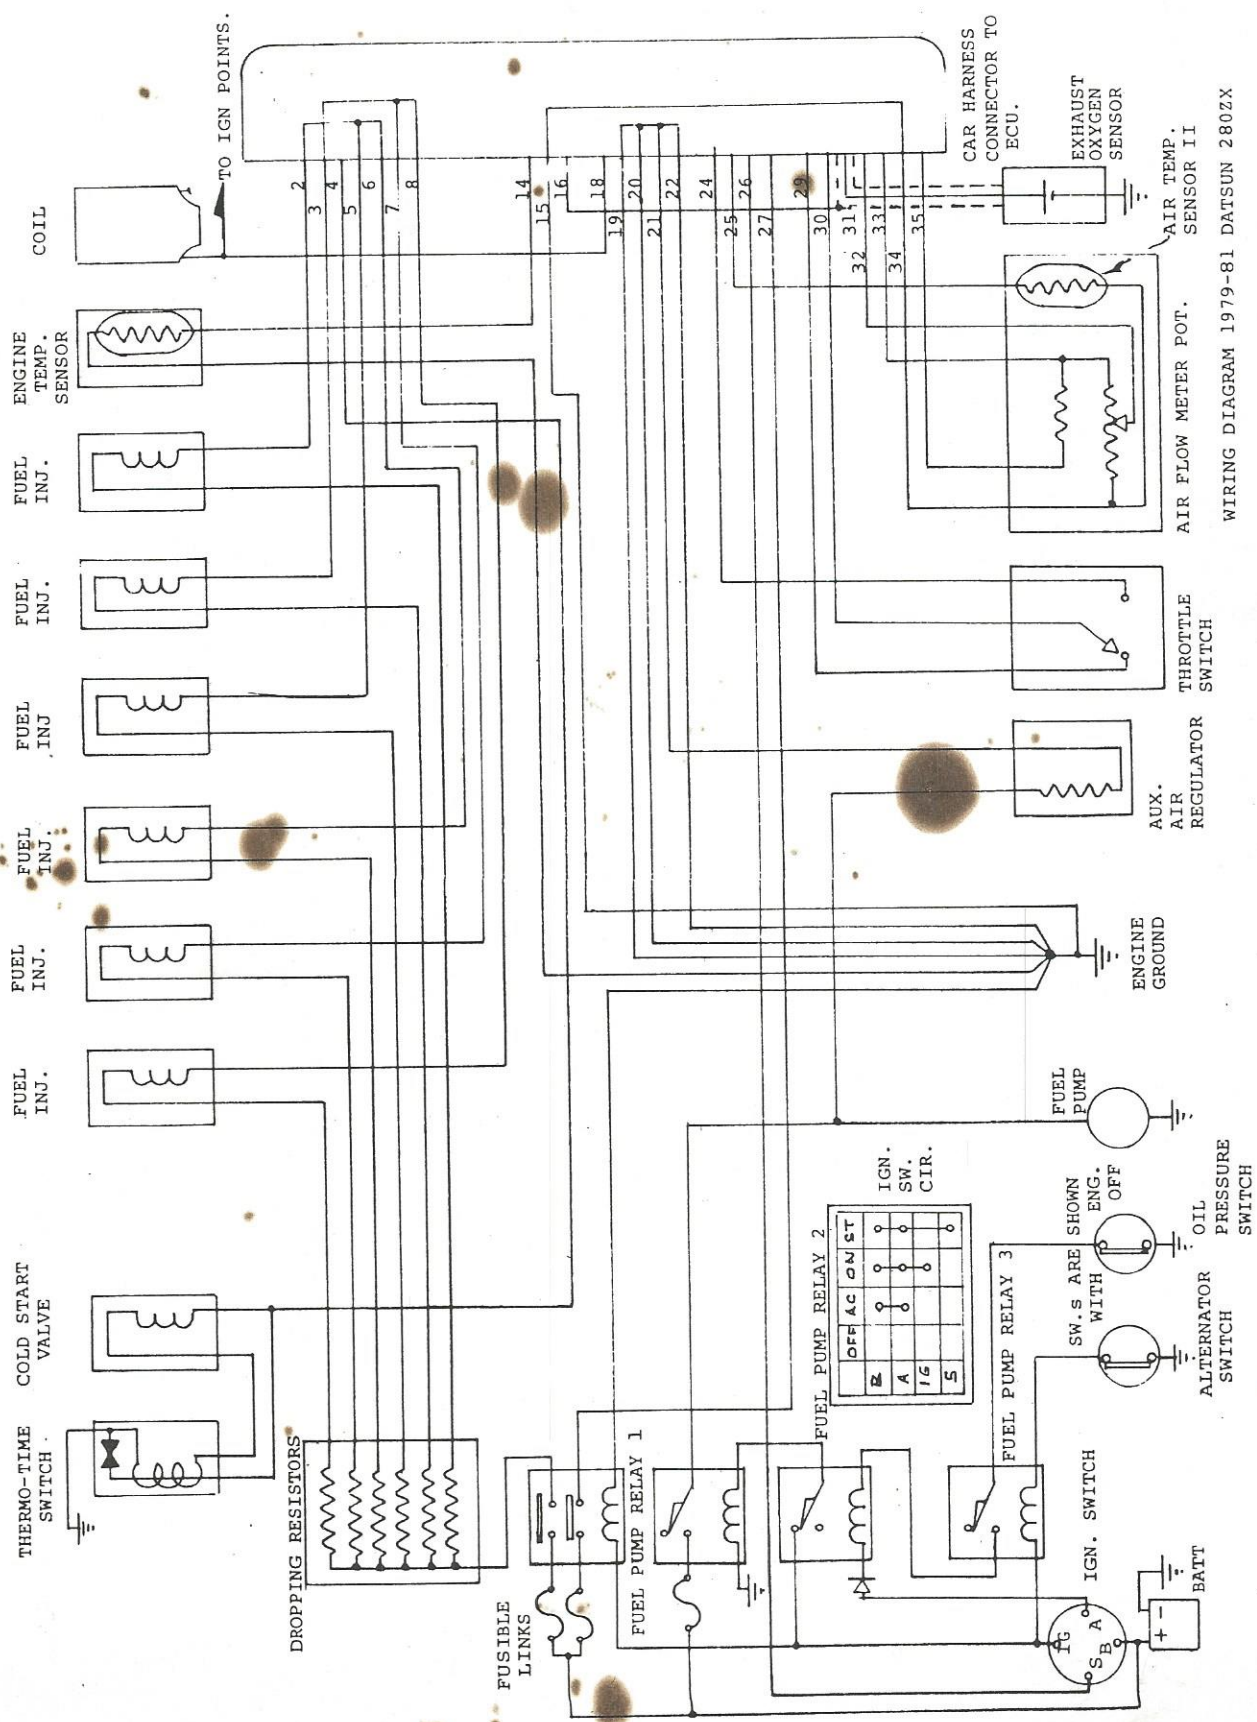 COIL
TO IGN POINTS.
ENGINE
TEMP.
SENSOR
FUEL
INJ.
FUEL
INJ.
FUEL
INJ
FUEL
INJ.
FUEL
INJ.
FUEL
INJ.
COLD START
VALVE
THERMO-TIME
SWITCH
2
3
4
5
6
7
8
14
15
16
18
19
20
21
22
24
25
26
27
29
30
31
32
33
34
35
CAR HARNESS
CONNECTOR TO
ECU.
EXHAUST
OXYGEN
SENSOR
AIR TEMP.
SENSOR II
AIR FLOW METER POT.
THROTTLE
SWITCH
AUX.
AIR
REGULATOR
ENGINE
GROUND
FUEL
PUMP
OIL
PRESSURE
SWITCH
SW.s ARE SHOWN
WITH ENG.
OFF
ALTERNATOR
SWITCH
IGN.
SW.
CIR.
OFF AC ON ST
B
A
IG
S
DROPPING RESISTORS
FUSIBLE
LINKS
FUEL PUMP RELAY 1
FUEL PUMP RELAY 2
FUEL PUMP RELAY 3
IGN. SWITCH
IG
A
S
B
+ -
BATT
WIRING DIAGRAM 1979-81 DATSUN 280ZX